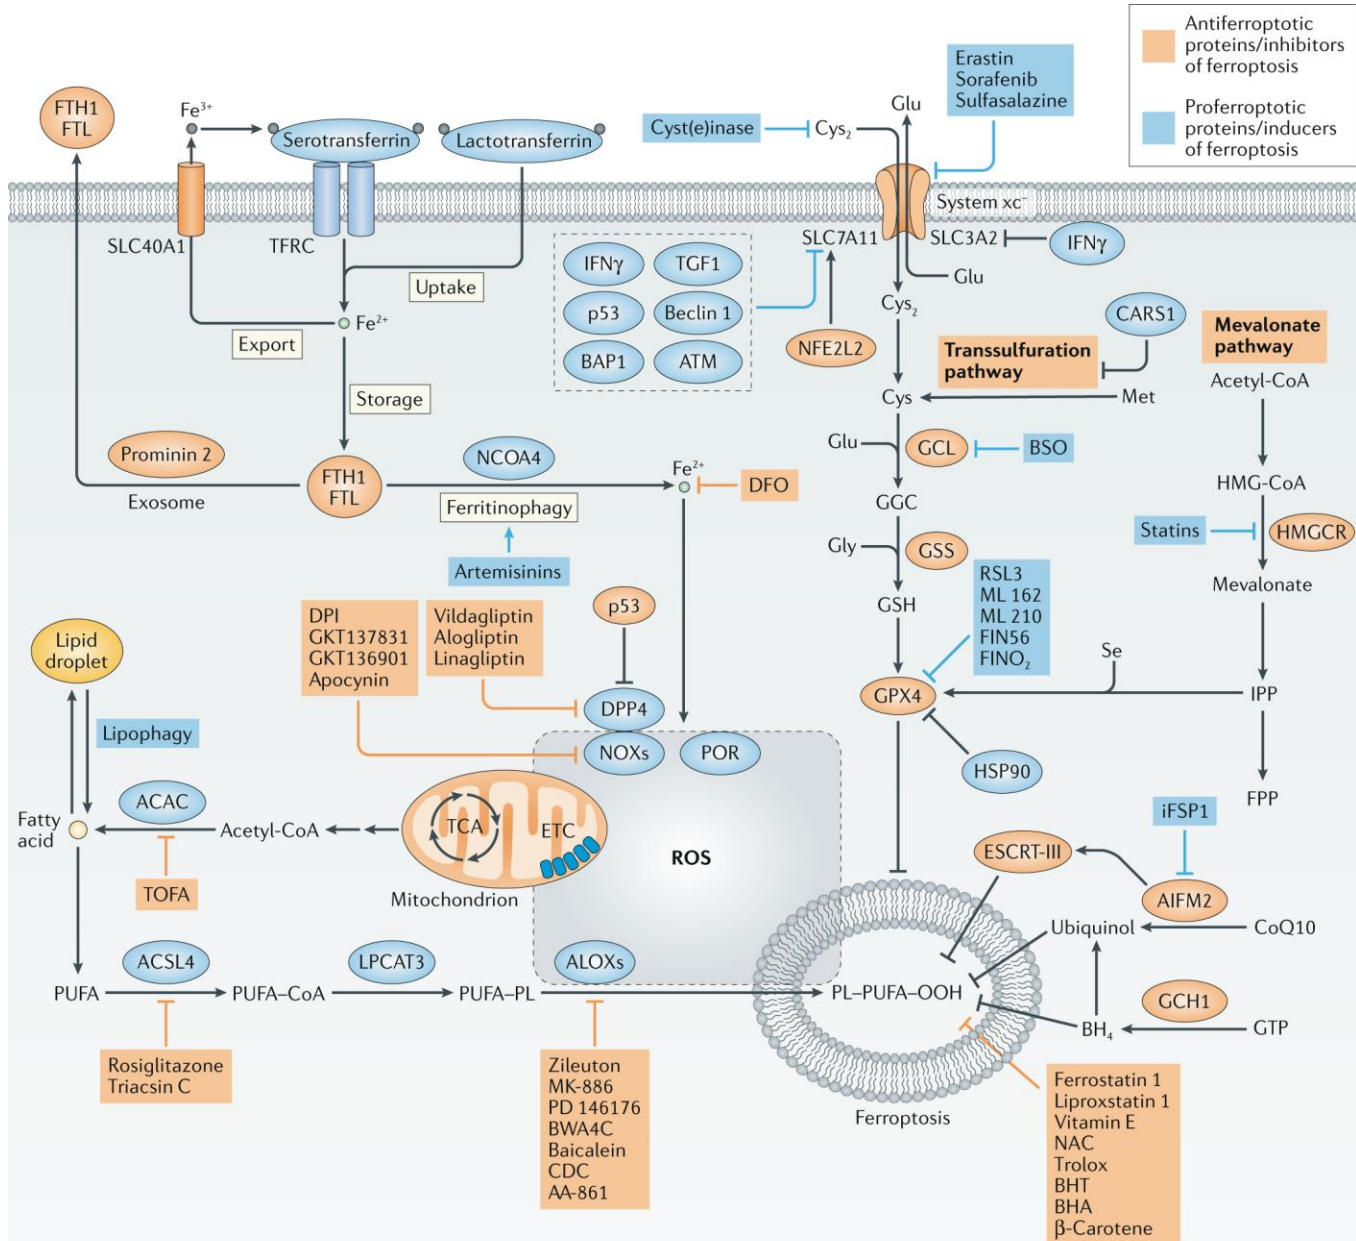 Antiferroptotic
proteins/inhibitors
of ferroptosis
Proferroptotic
proteins/inducers
of ferroptosis
FTH1
FTL
Fe³⁺
Serotransferrin
Lactotransferrin
SLC40A1
TFRC
Uptake
Fe²⁺
Export
Storage
Prominin 2
Exosome
FTH1
FTL
NCOA4
Ferritinophagy
Artemisinins
Fe²⁺
DFO
Cyst(e)inase
Cys₂
Glu
Erastin
Sorafenib
Sulfasalazine
System xc⁻
SLC7A11
SLC3A2
IFNγ
Glu
IFNγ
TGF1
p53
Beclin 1
BAP1
ATM
NFE2L2
Cys₂
CARS1
Transsulfuration
pathway
Cys
Met
Glu
GCL
BSO
GGC
Gly
GSS
GSH
RSL3
ML 162
ML 210
FIN56
FINO₂
GPX4
HSP90
Se
Mevalonate
pathway
Acetyl-CoA
HMG-CoA
Statins
HMGCR
Mevalonate
IPP
FPP
DPI
GKT137831
GKT136901
Apocynin
Vildagliptin
Alogliptin
Linagliptin
p53
DPP4
NOXs
POR
ROS
Lipid
droplet
Lipophagy
Fatty
acid
ACAC
Acetyl-CoA
TOFA
TCA
ETC
Mitochondrion
PUFA
ACSL4
PUFA–CoA
LPCAT3
PUFA–PL
ALOXs
PL–PUFA–OOH
Rosiglitazone
Triacsin C
Zileuton
MK-886
PD 146176
BWA4C
Baicalein
CDC
AA-861
Ferroptosis
iFSP1
ESCRT-III
AIFM2
Ubiquinol
CoQ10
GCH1
BH₄
GTP
Ferrostatin 1
Liproxstatin 1
Vitamin E
NAC
Trolox
BHT
BHA
β-Carotene